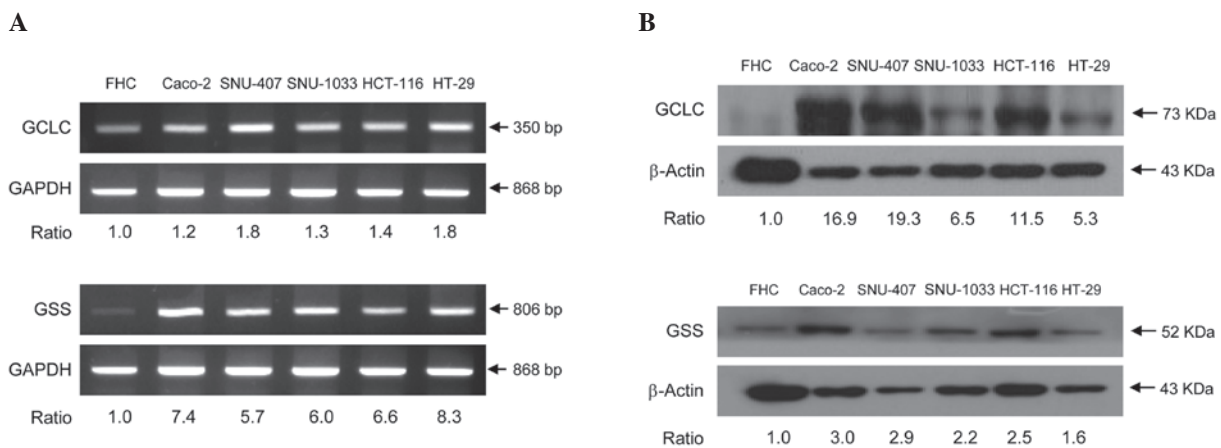 A
FHC Caco-2 SNU-407 SNU-1033 HCT-116 HT-29
GCLC 350 bp
GAPDH 868 bp
Ratio 1.0 1.2 1.8 1.3 1.4 1.8
GSS 806 bp
GAPDH 868 bp
Ratio 1.0 7.4 5.7 6.0 6.6 8.3
B
FHC Caco-2 SNU-407 SNU-1033 HCT-116 HT-29
GCLC 73 KDa
β-Actin 43 KDa
Ratio 1.0 16.9 19.3 6.5 11.5 5.3
FHC Caco-2 SNU-407 SNU-1033 HCT-116 HT-29
GSS 52 KDa
β-Actin 43 KDa
Ratio 1.0 3.0 2.9 2.2 2.5 1.6